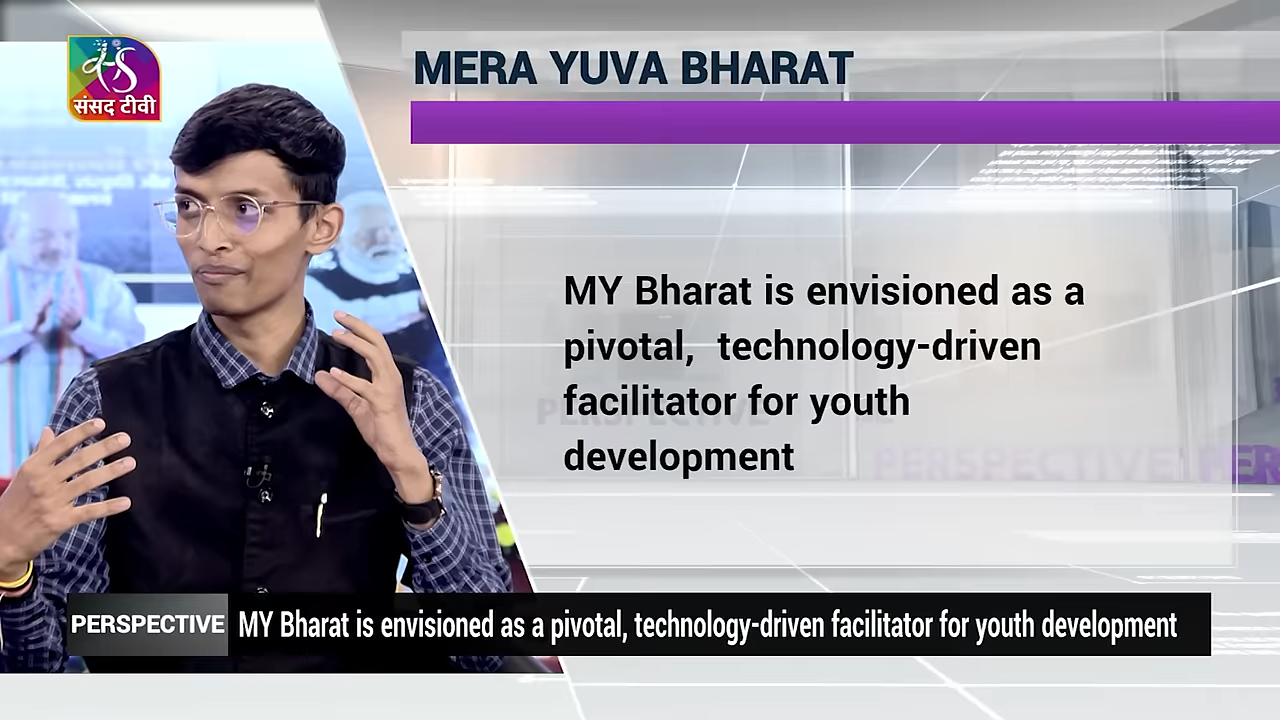 संसद टीवी
MERA YUVA BHARAT
MY Bharat is envisioned as a
pivotal, technology-driven
facilitator for youth
development
PERSPECTIVE
PERSPECTIVE MY Bharat is envisioned as a pivotal, technology-driven facilitator for youth development